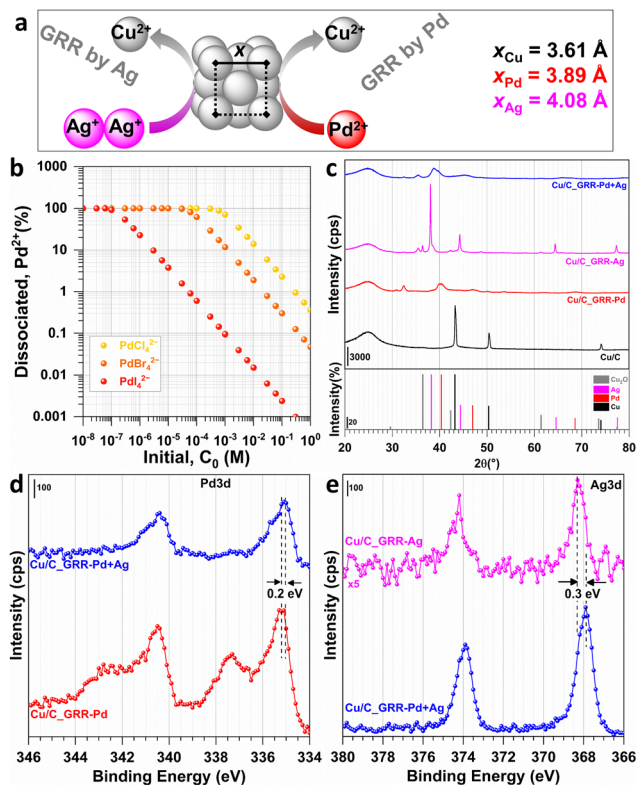 a
GRR by Ag
Cu²⁺
x
Cu²⁺
GRR by Pd
Ag⁺ Ag⁺
Pd²⁺
xCu = 3.61 Å
xPd = 3.89 Å
xAg = 4.08 Å
b
Dissociated, Pd²⁺(%)
1000
100
10
1
0.1
0.01
0.001
PdCl₄²⁻
PdBr₄²⁻
PdI₄²⁻
10⁻⁸ 10⁻⁷ 10⁻⁶ 10⁻⁵ 10⁻⁴ 10⁻³ 10⁻² 10⁻¹ 10⁰
Initial, C₀ (M)
c
Intensity (cps)
Cu/C_GRR-Pd+Ag
Cu/C_GRR-Ag
Cu/C_GRR-Pd
3000
Cu/C
Intensity(%)
Cu₂O
Ag
Pd
Cu
20
20 30 40 50 60 70 80
2θ(°)
d
100
Pd3d
Intensity (cps)
Cu/C_GRR-Pd+Ag
0.2 eV
Cu/C_GRR-Pd
346 344 342 340 338 336 334
Binding Energy (eV)
e
100
Ag3d
Intensity (cps)
Cu/C_GRR-Ag
x5
0.3 eV
Cu/C_GRR-Pd+Ag
380 378 376 374 372 370 368 366
Binding Energy (eV)